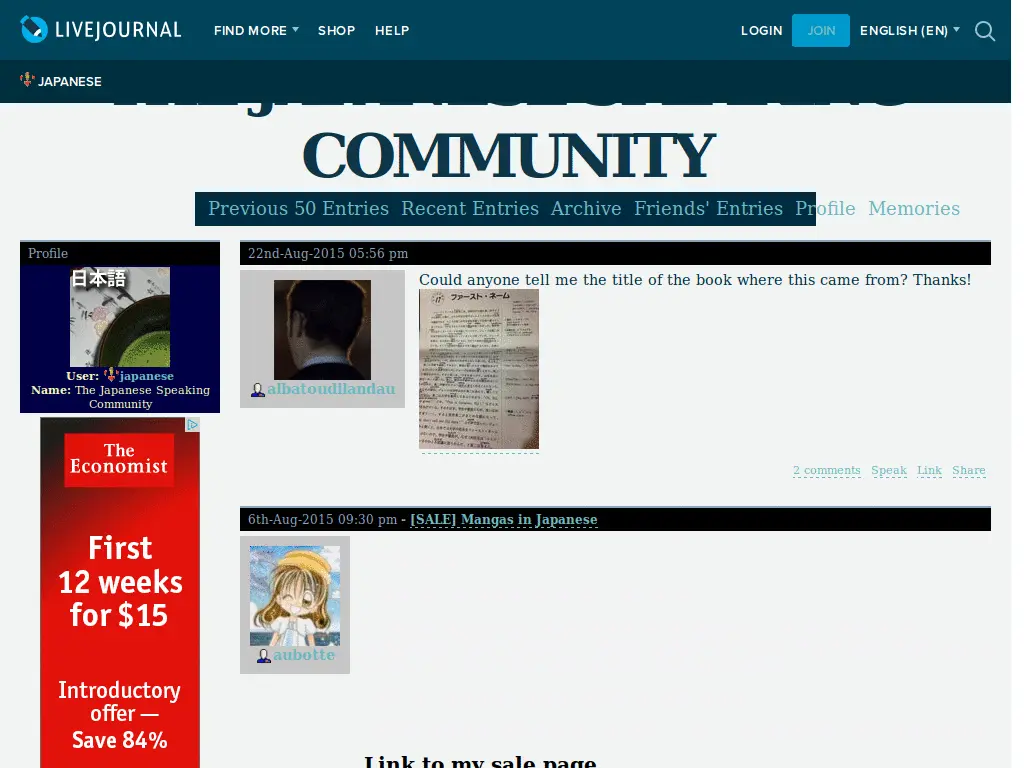 LIVEJOURNAL
FIND MORE SHOP HELP
LOGIN JOIN ENGLISH (EN)
JAPANESE
COMMUNITY
Previous 50 Entries Recent Entries Archive Friends' Entries Profile Memories
Profile
日本語
User: japanese
Name: The Japanese Speaking
Community
The
Economist
First
12 weeks
for $15
Introductory
offer —
Save 84%
22nd-Aug-2015 05:56 pm
albatoudllandau
Could anyone tell me the title of the book where this came from? Thanks!
ファースト・ネーム
2 comments Speak Link Share
6th-Aug-2015 09:30 pm - [SALE] Mangas in Japanese
aubotte
Link to my sale page